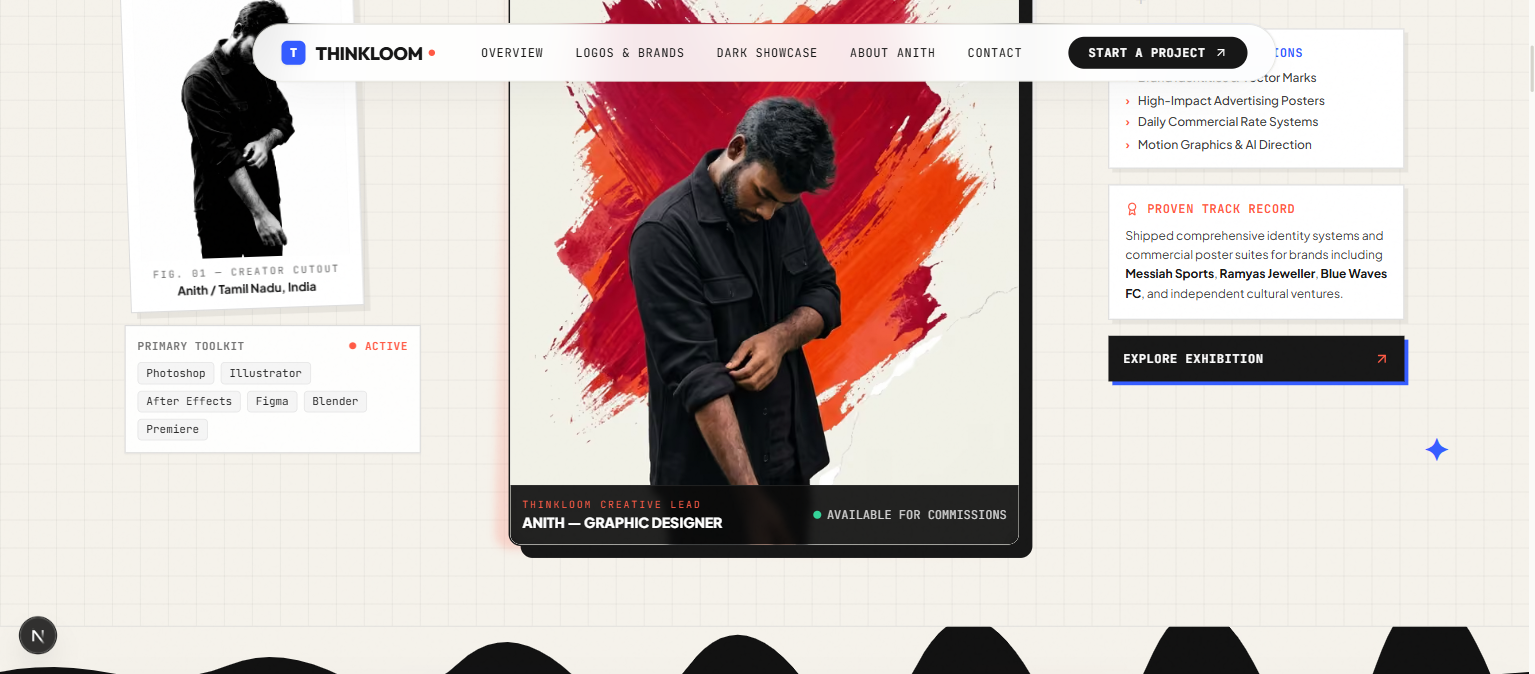 T THINKLOOM OVERVIEW LOGOS & BRANDS DARK SHOWCASE ABOUT ANITH CONTACT START A PROJECT
FIG. 01 — CREATOR CUTOUT
Anith / Tamil Nadu, India
PRIMARY TOOLKIT ACTIVE
Photoshop Illustrator
After Effects Figma Blender
Premiere
THINKLOOM CREATIVE LEAD
ANITH — GRAPHIC DESIGNER
AVAILABLE FOR COMMISSIONS
Marks
› High-Impact Advertising Posters
› Daily Commercial Rate Systems
› Motion Graphics & AI Direction
PROVEN TRACK RECORD
Shipped comprehensive identity systems and
commercial poster suites for brands including
Messiah Sports, Ramyas Jeweller, Blue Waves
FC, and independent cultural ventures.
EXPLORE EXHIBITION
N